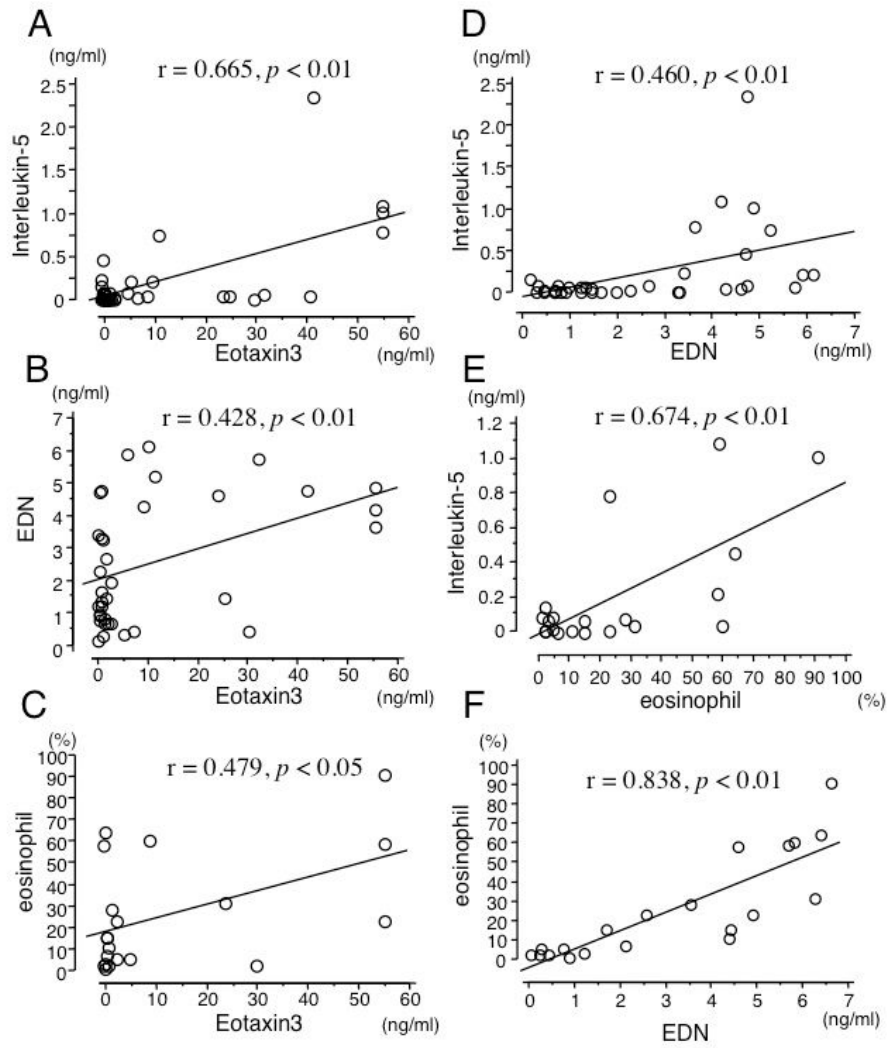 A
(ng/ml)
r = 0.665, p < 0.01
2.5
2.0
1.5
1.0
0.5
0
Interleukin-5
0 10 20 30 40 50 60
Eotaxin3 (ng/ml)
D
(ng/ml)
r = 0.460, p < 0.01
2.5
2.0
1.5
1.0
0.5
0
Interleukin-5
0 1 2 3 4 5 6 7
EDN (ng/ml)
B
(ng/ml)
r = 0.428, p < 0.01
7
6
5
4
3
2
1
0
EDN
0 10 20 30 40 50 60
Eotaxin3 (ng/ml)
E
(ng/ml)
r = 0.674, p < 0.01
1.2
1.0
0.8
0.6
0.4
0.2
0
Interleukin-5
0 10 20 30 40 50 60 70 80 90 100
eosinophil (%)
C
(%)
r = 0.479, p < 0.05
100
90
80
70
60
50
40
30
20
10
0
eosinophil
0 10 20 30 40 50 60
Eotaxin3 (ng/ml)
F
(%)
r = 0.838, p < 0.01
100
90
80
70
60
50
40
30
20
10
0
eosinophil
0 1 2 3 4 5 6 7
EDN (ng/ml)